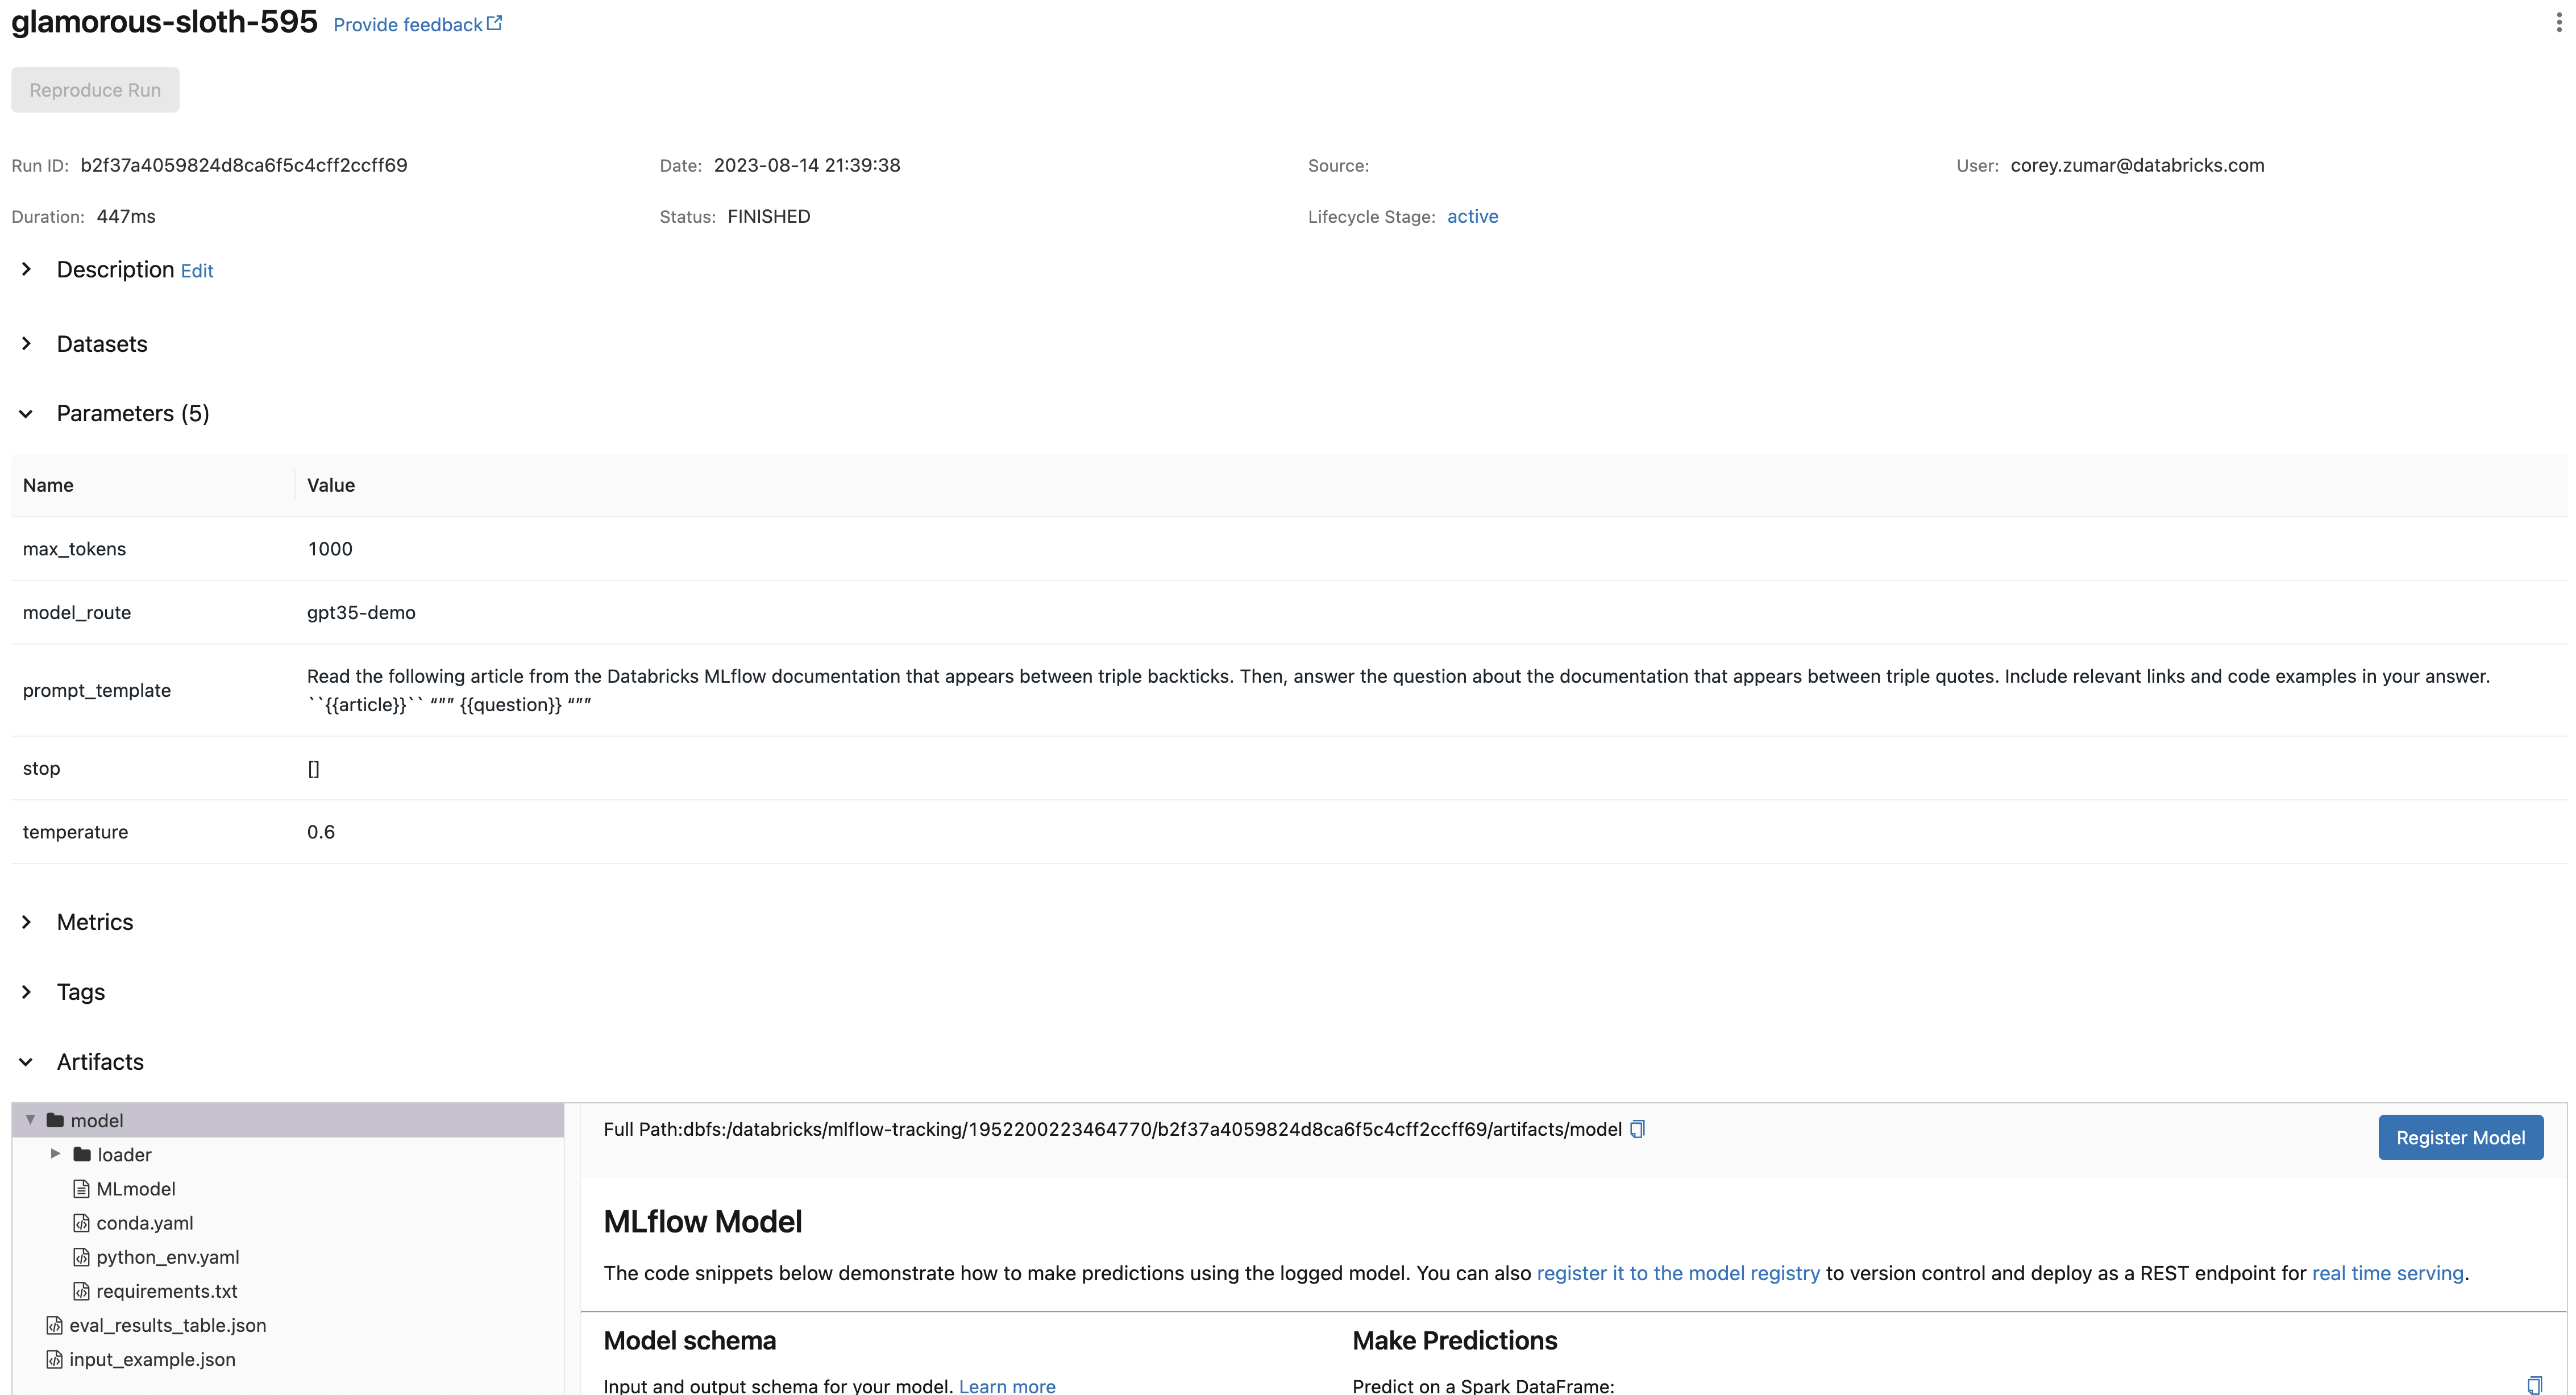 glamorous-sloth-595 Provide feedback
Reproduce Run
Run ID: b2f37a4059824d8ca6f5c4cff2ccff69 Date: 2023-08-14 21:39:38 Source: User: corey.zumar@databricks.com
Duration: 447ms Status: FINISHED Lifecycle Stage: active
Description Edit
Datasets
Parameters (5)
Name Value
max_tokens 1000
model_route gpt35-demo
prompt_template Read the following article from the Databricks MLflow documentation that appears between triple backticks. Then, answer the question about the documentation that appears between triple quotes. Include relevant links and code examples in your answer.
``{{article}}`` “”” {{question}} “””
stop []
temperature 0.6
Metrics
Tags
Artifacts
model
loader
MLmodel
conda.yaml
python_env.yaml
requirements.txt
eval_results_table.json
input_example.json
Full Path:dbfs:/databricks/mlflow-tracking/1952200223464770/b2f37a4059824d8ca6f5c4cff2ccff69/artifacts/model
Register Model
MLflow Model
The code snippets below demonstrate how to make predictions using the logged model. You can also register it to the model registry to version control and deploy as a REST endpoint for real time serving.
Model schema
Input and output schema for your model. Learn more
Make Predictions
Predict on a Spark DataFrame: